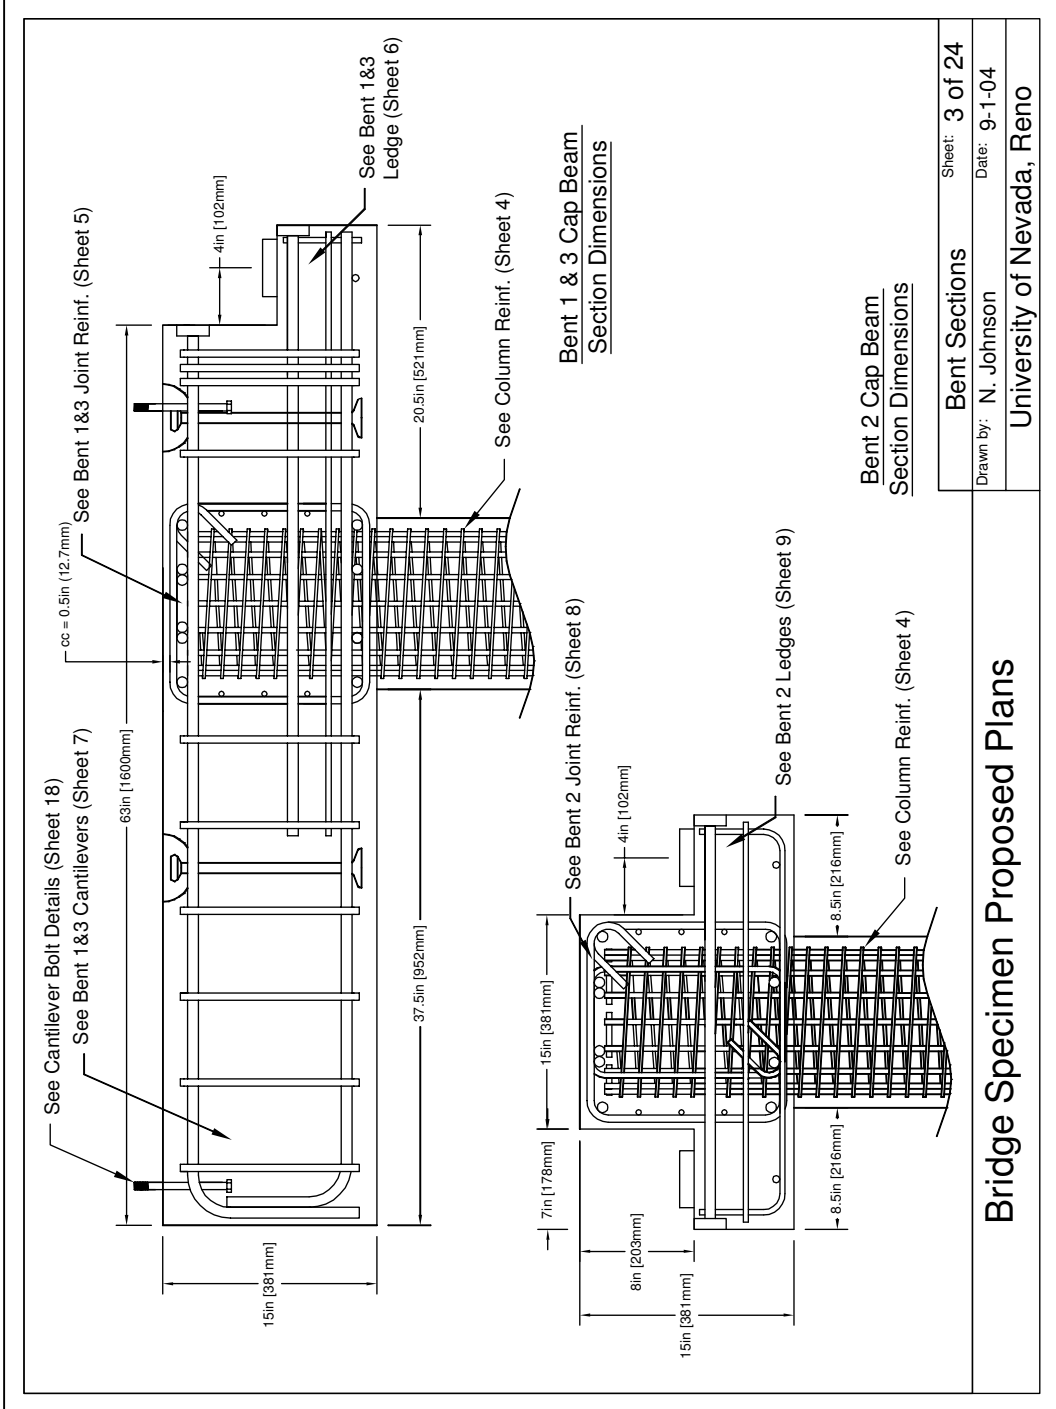 See Cantilever Bolt Details (Sheet 18)
See Bent 1&3 Cantilevers (Sheet 7)
cc = 0.5in (12.7mm)
See Bent 1&3 Joint Reinf. (Sheet 5)
63in [1600mm]
4in [102mm]
See Bent 1&3
Ledge (Sheet 6)
15in [381mm]
37.5in [952mm]
20.5in [521mm]
See Column Reinf. (Sheet 4)
Bent 1 & 3 Cap Beam
Section Dimensions
See Bent 2 Joint Reinf. (Sheet 8)
7in [178mm]
15in [381mm]
4in [102mm]
8in [203mm]
15in [381mm]
See Bent 2 Ledges (Sheet 9)
8.5in [216mm]
8.5in [216mm]
See Column Reinf. (Sheet 4)
Bent 2 Cap Beam
Section Dimensions
Bridge Specimen Proposed Plans
Bent Sections
Sheet: 3 of 24
Drawn by: N. Johnson
Date: 9-1-04
University of Nevada, Reno